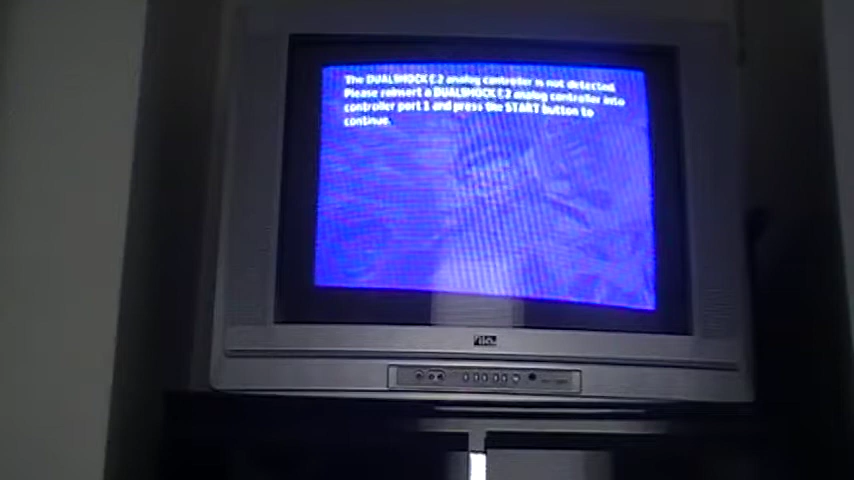 The DUALSHOCK®2 analog controller is not detected.
Please reinsert a DUALSHOCK®2 analog controller into
controller port 1 and press the START button to
continue.
ilo